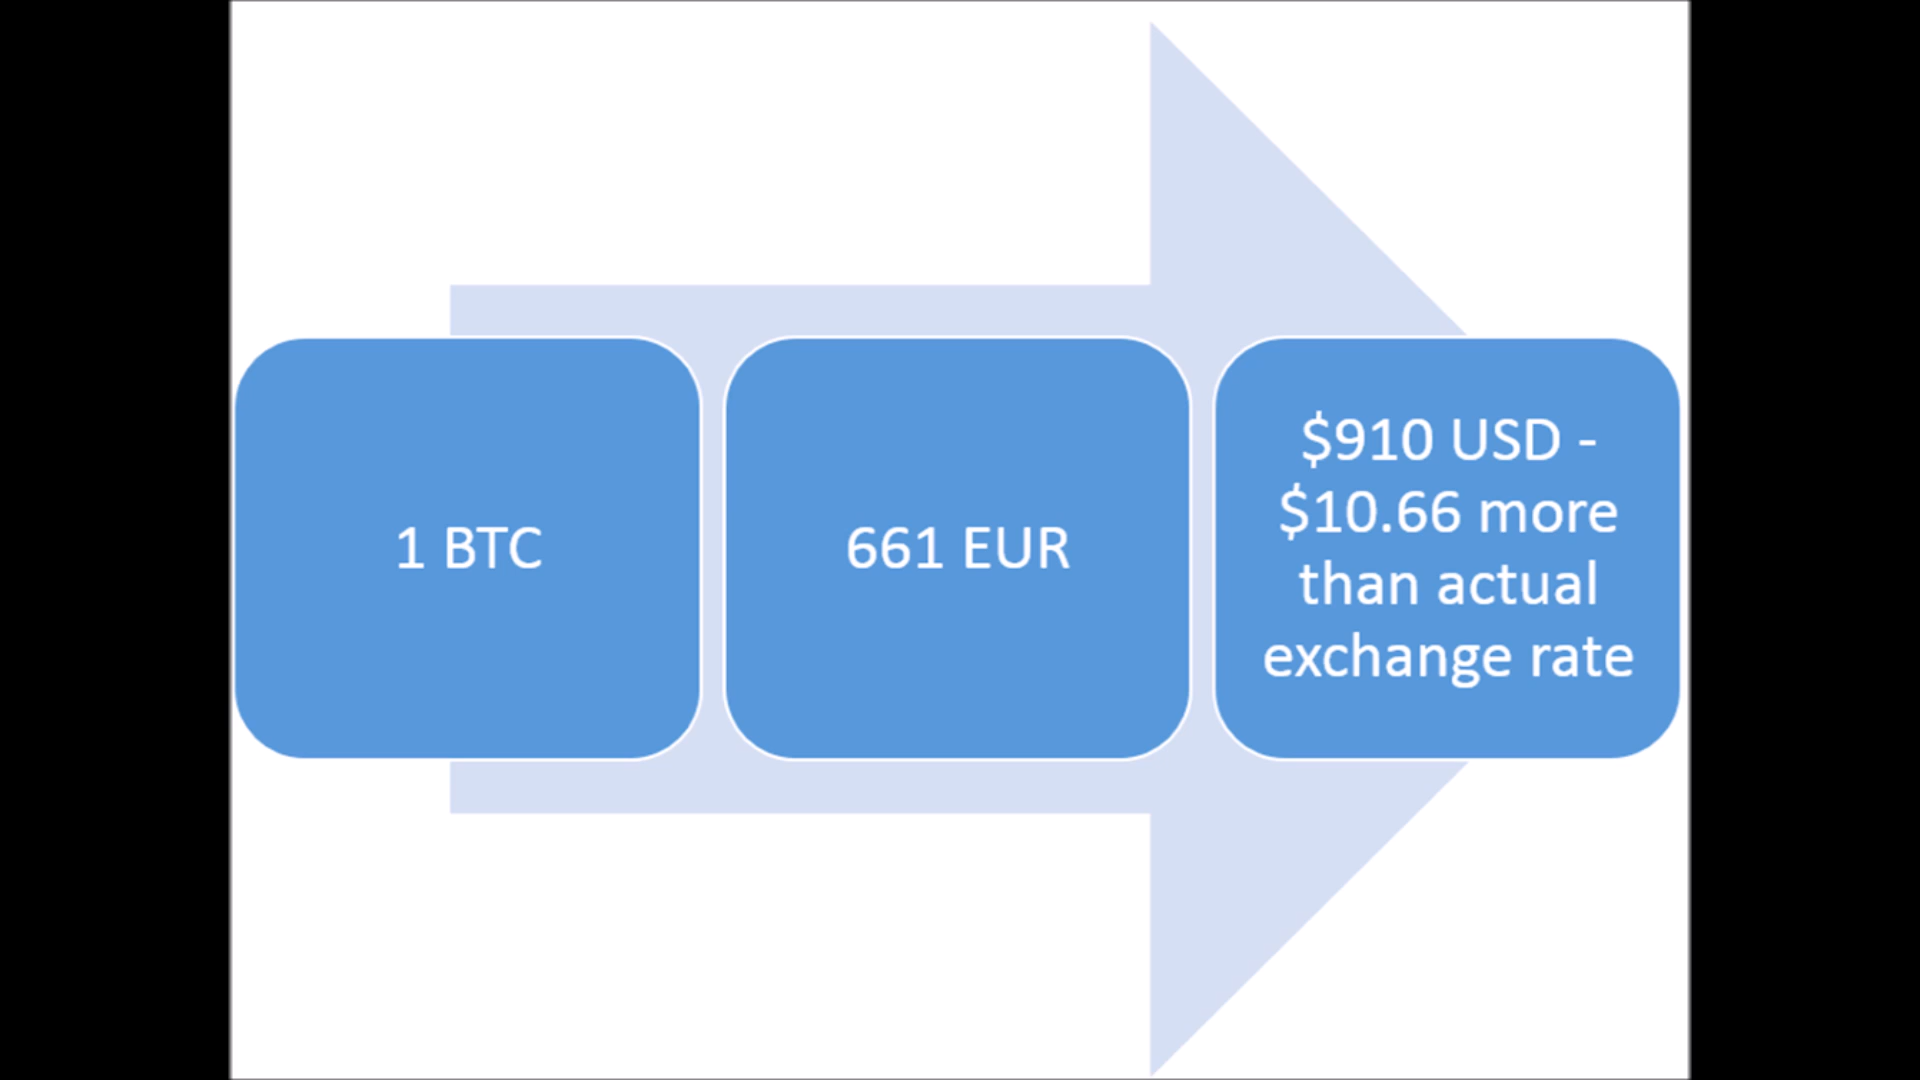 1 BTC
661 EUR
$910 USD -
$10.66 more
than actual
exchange rate